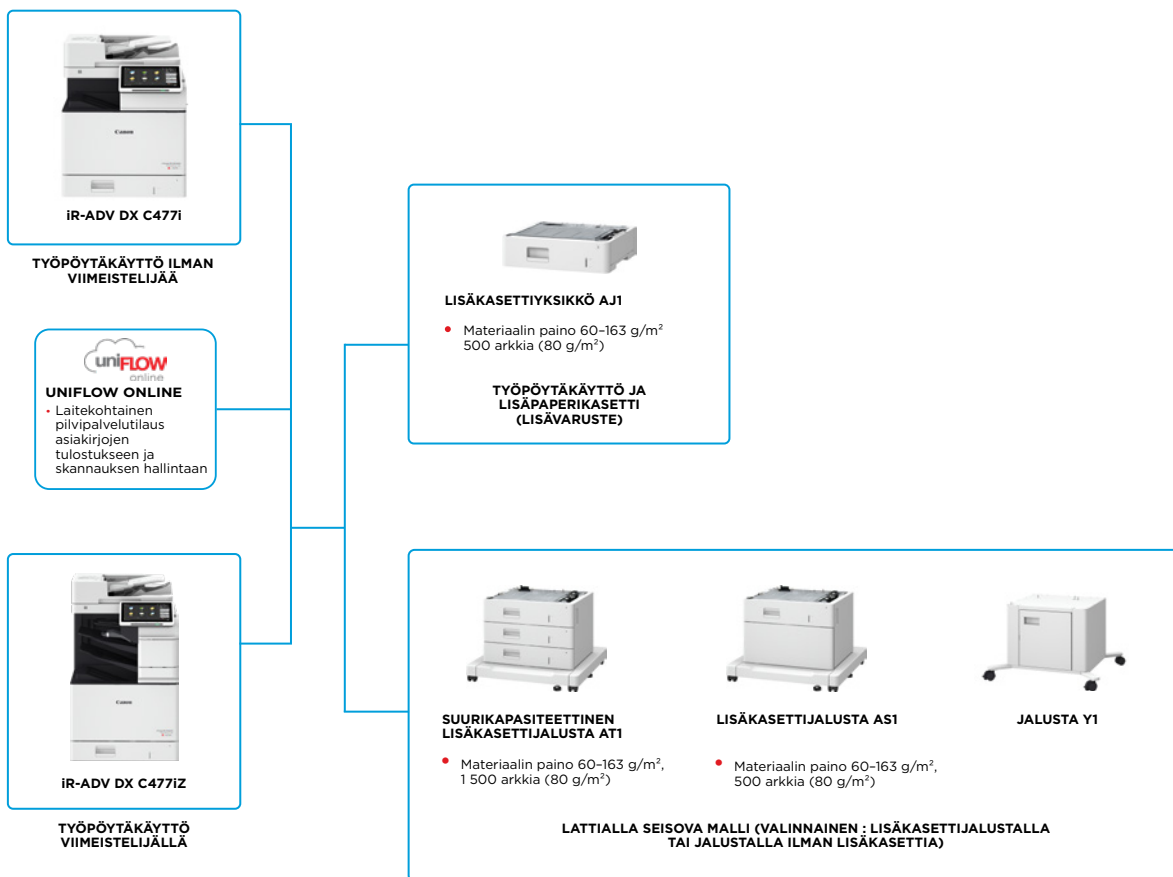 Canon
iR-ADV DX C477i
TYÖPÖYTÄKÄYTTÖ ILMAN
VIIMEISTELIJÄÄ
uniFLOW
online
UNIFLOW ONLINE
• Laitekohtainen
pilvipalvelutilaus
asiakirjojen
tulostukseen ja
skannauksen hallintaan
Canon
iR-ADV DX C477iZ
TYÖPÖYTÄKÄYTTÖ
VIIMEISTELIJÄLLÄ
LISÄKASETTIYKSIKKÖ AJ1
• Materiaalin paino 60–163 g/m²
500 arkkia (80 g/m²)
TYÖPÖYTÄKÄYTTÖ JA
LISÄPAPERIKASETTI
(LISÄVARUSTE)
SUURIKAPASITEETTINEN
LISÄKASETTIJALUSTA AT1
• Materiaalin paino 60–163 g/m²,
1 500 arkkia (80 g/m²)
LISÄKASETTIJALUSTA AS1
• Materiaalin paino 60–163 g/m²,
500 arkkia (80 g/m²)
JALUSTA Y1
LATTIALLA SEISOVA MALLI (VALINNAINEN : LISÄKASETTIJALUSTALLA
TAI JALUSTALLA ILMAN LISÄKASETTIA)